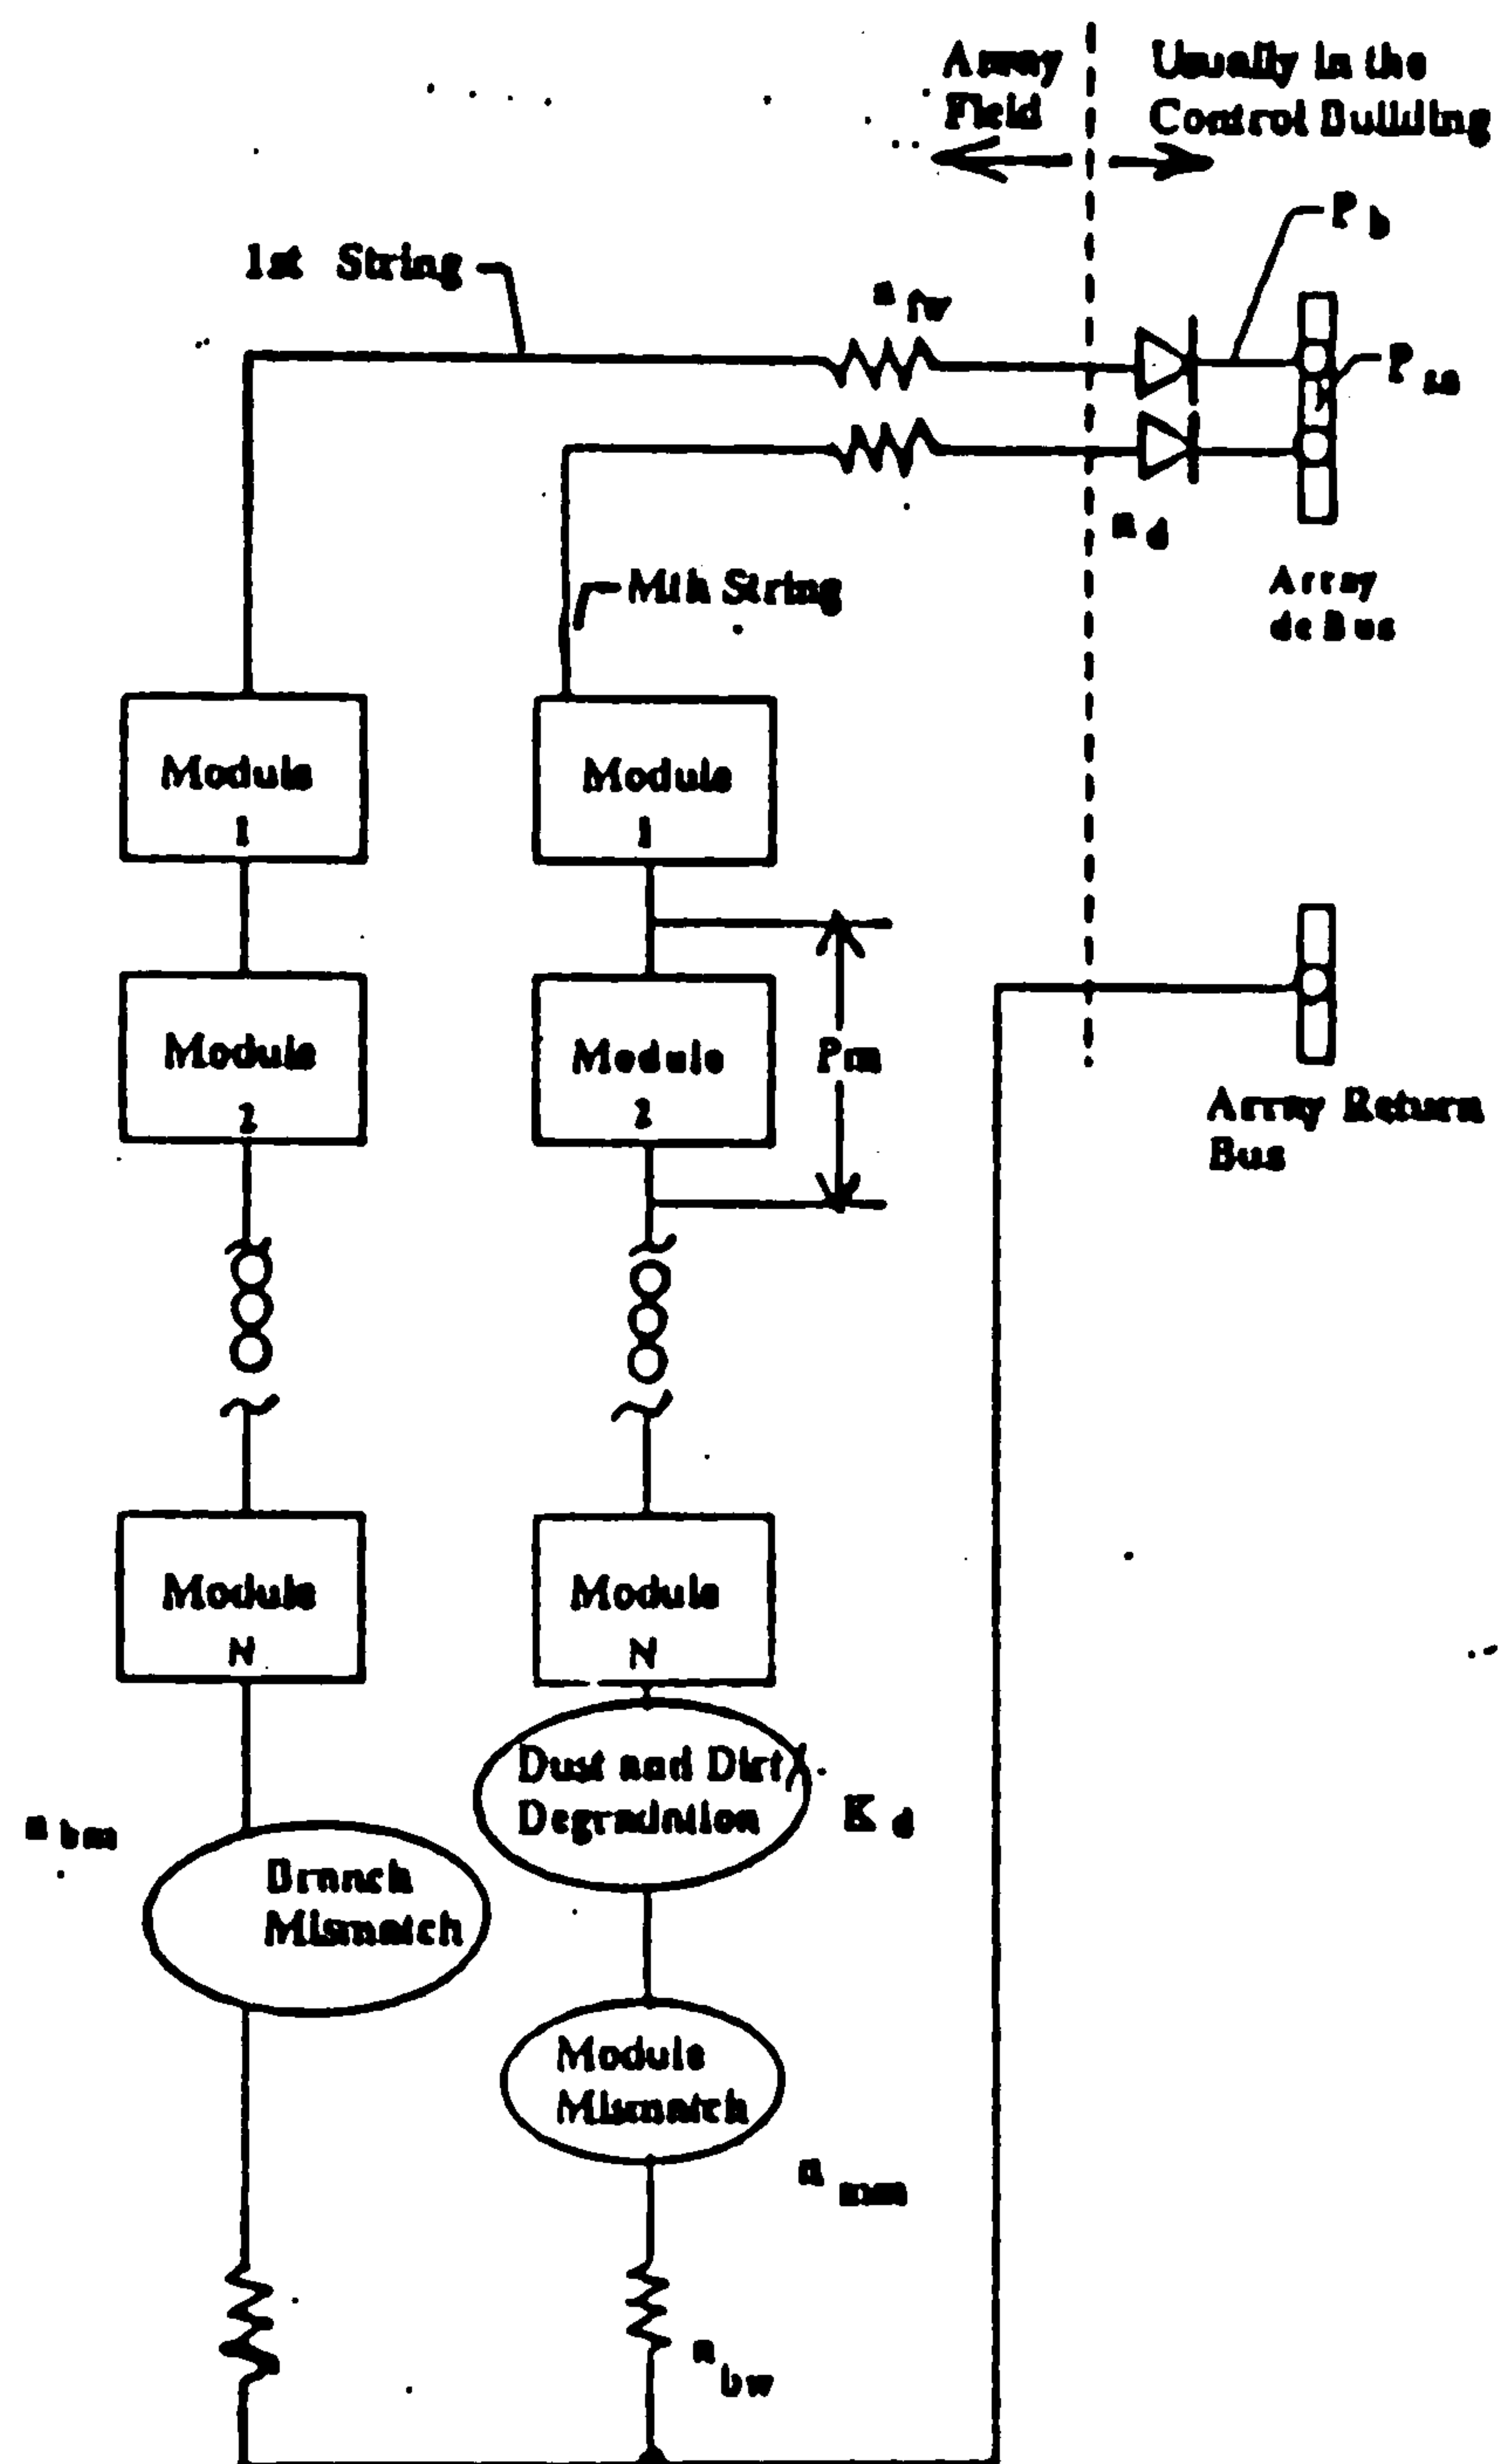 Array
Field
Usually in the
Control Building
P b
1st String
n fw
P sa
Mth String
n d
Array
dc Bus
Module
1
Module
1
Module
2
Module
2
Pm
Array Return
Bus
Module
N
Module
N
Dust and Dirt
Degradation
K d
n bm
Branch
Mismatch
Module
Mismatch
n mm
n bw